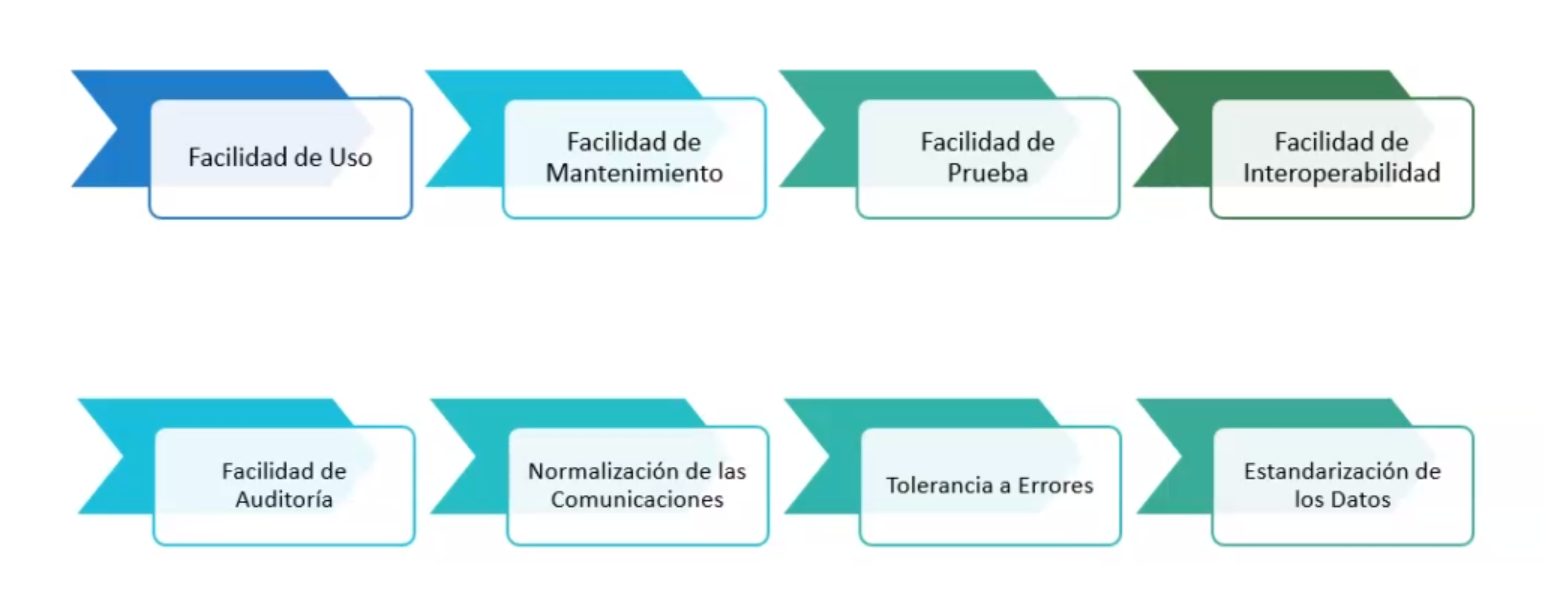 Facilidad de Uso
Facilidad de
Mantenimiento
Facilidad de
Prueba
Facilidad de
Interoperabilidad
Facilidad de
Auditoría
Normalización de las
Comunicaciones
Tolerancia a Errores
Estandarización de
los Datos